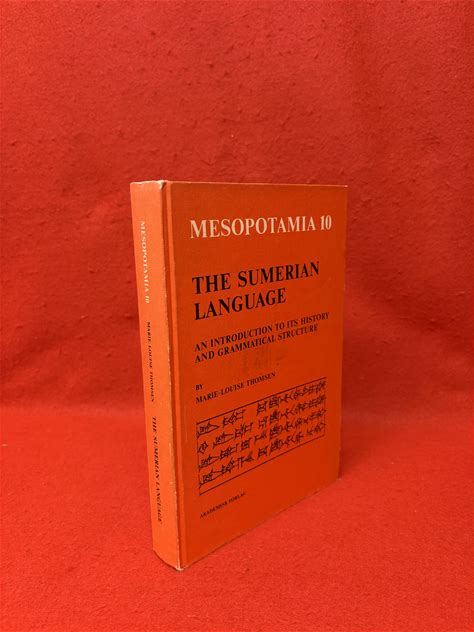 MESOPOTAMIA 10
THE SUMERIAN
LANGUAGE
AN INTRODUCTION TO ITS HISTORY
AND GRAMMATICAL STRUCTURE
BY
MARIE-LOUISE THOMSEN
AKADEMISK FORLAG
MESOPOTAMIA 10
MARIE-LOUISE THOMSEN
THE SUMERIAN LANGUAGE